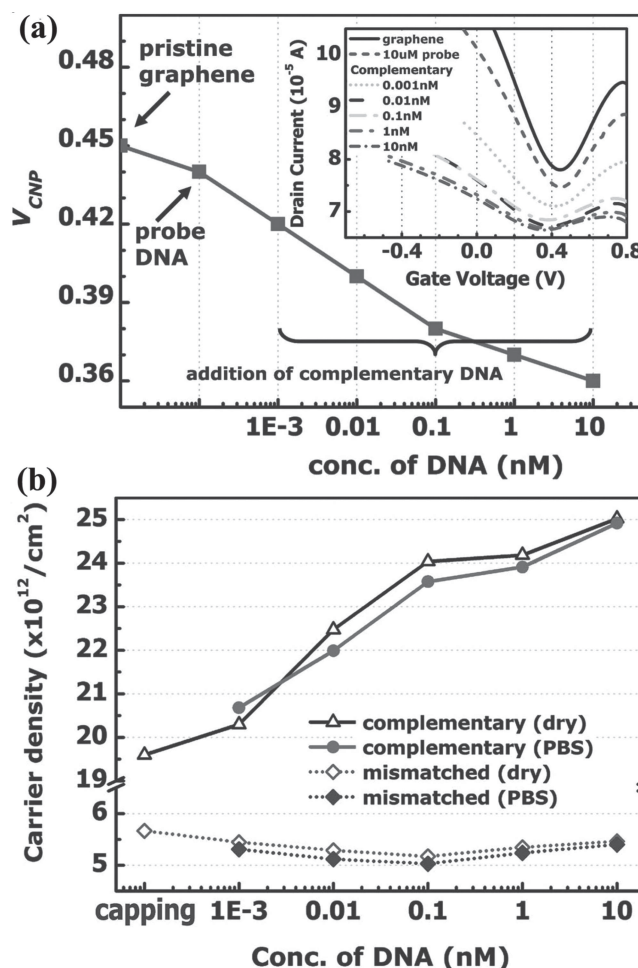 (a)
pristine
graphene
probe
DNA
addition of complementary DNA
V_CNP
0.48
0.45
0.42
0.39
0.36
1E-3 0.01 0.1 1 10
conc. of DNA (nM)
Drain Current (10⁻⁵ A)
10
9
8
7
graphene
10uM probe
Complementary
0.001nM
0.01nM
0.1nM
1nM
10nM
-0.4 0.0 0.4 0.8
Gate Voltage (V)
(b)
Carrier density (x10¹²/cm²)
25
24
23
22
21
20
19
6
5
complementary (dry)
complementary (PBS)
mismatched (dry)
mismatched (PBS)
capping 1E-3 0.01 0.1 1 10
Conc. of DNA (nM)